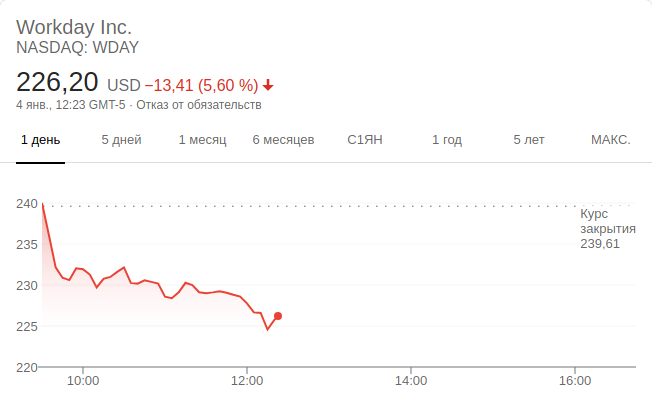 Workday Inc.
NASDAQ: WDAY
226,20 USD −13,41 (5,60 %)
4 янв., 12:23 GMT-5 · Отказ от обязательств
1 день 5 дней 1 месяц 6 месяцев С1ЯН 1 год 5 лет МАКС.
240
Курс
закрытия
239,61
235
230
225
220
10:00 12:00 14:00 16:00